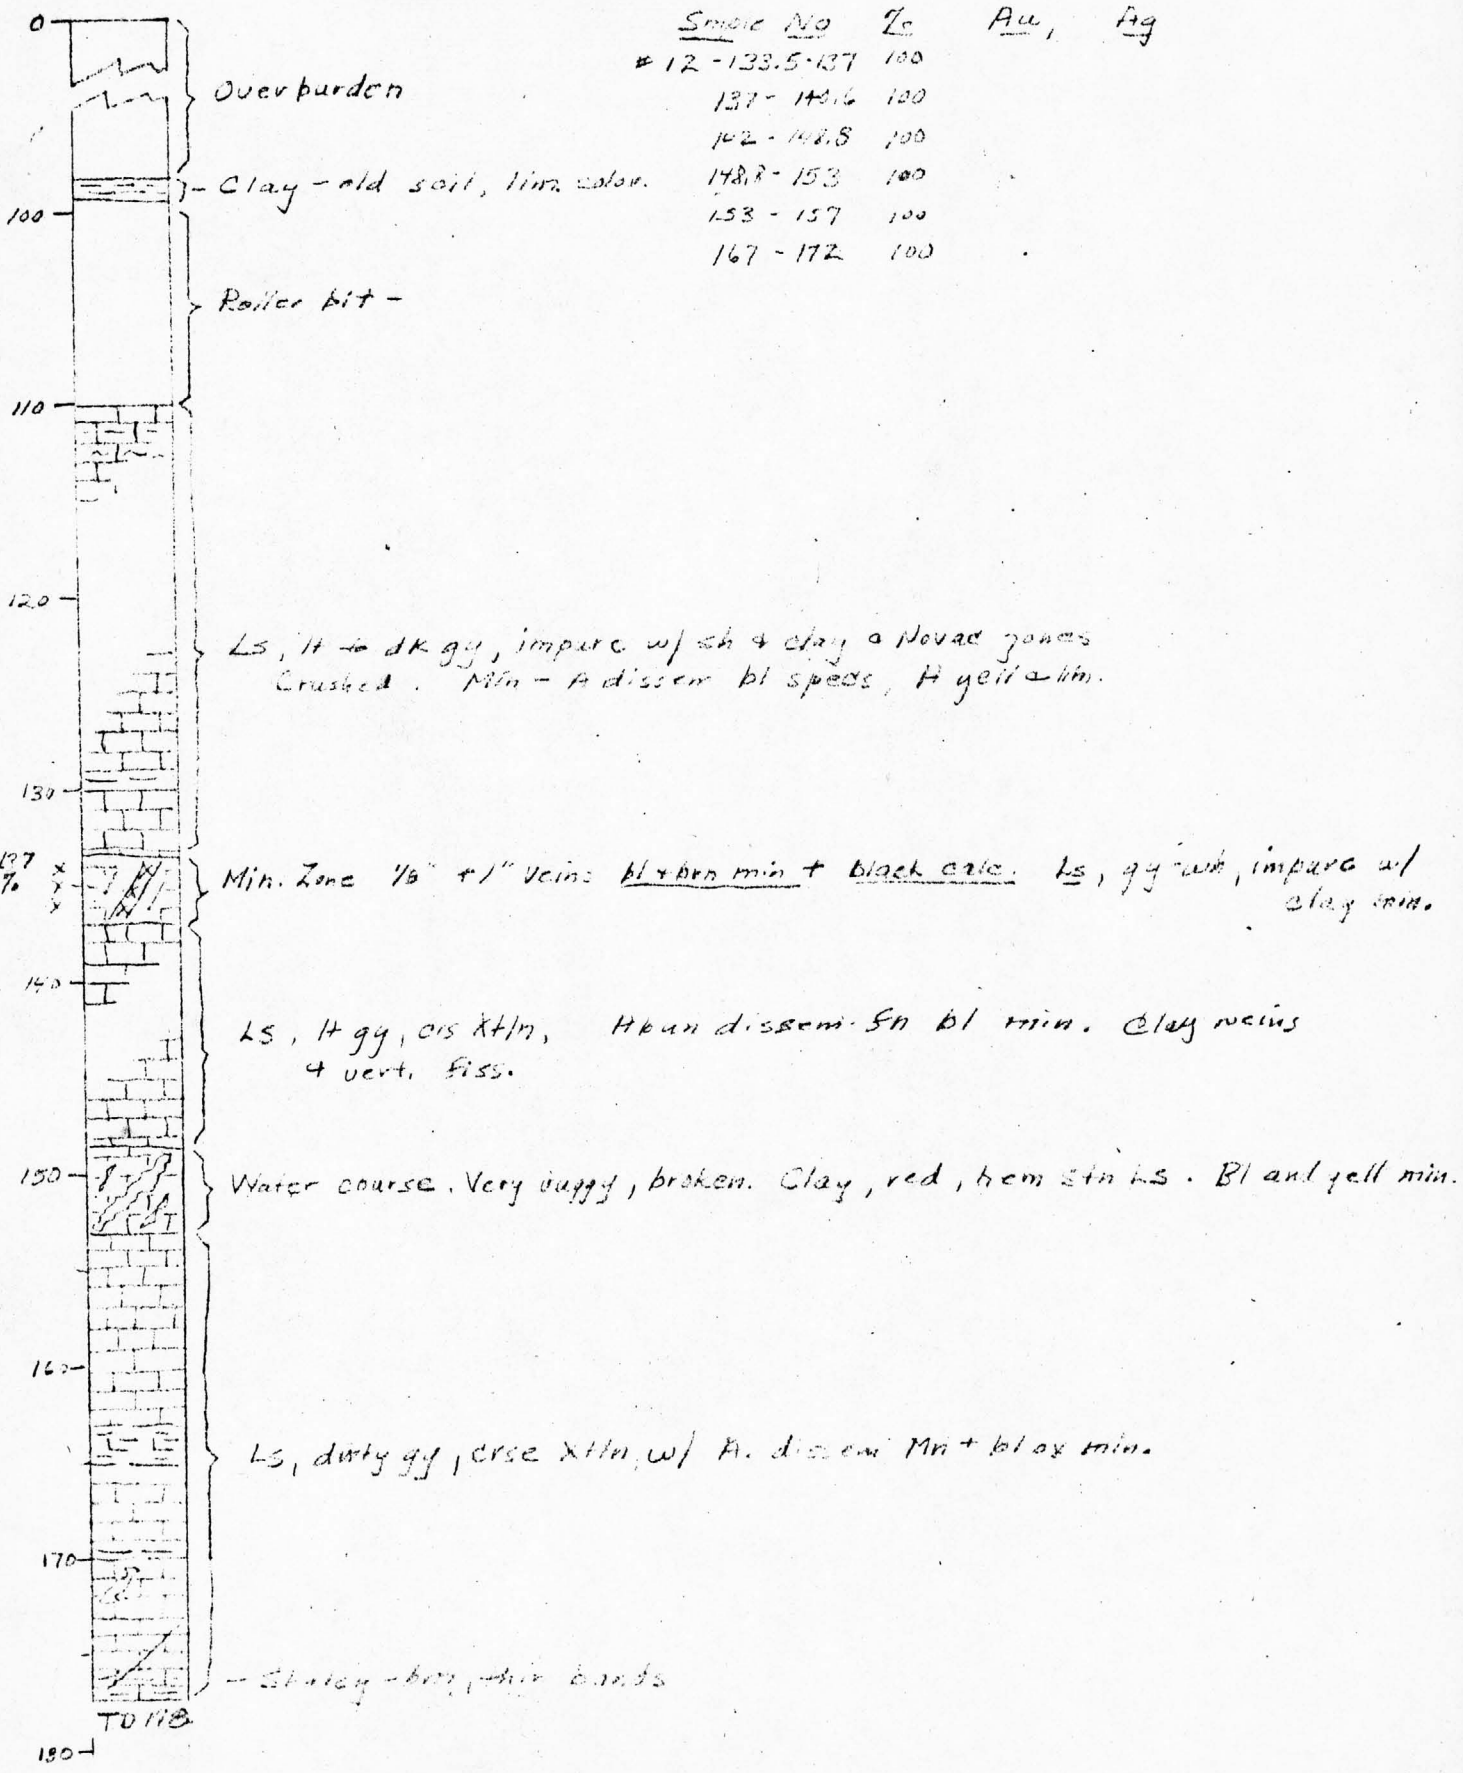 Smple No % Au, Ag
#12-133.5-137 100
137-140.6 100
142-148.8 100
148.8-153 100
153-157 100
167-172 100
0
Overburden
Clay-old soil, lim. color.
100
Roller bit-
110
120
Ls, lt to dk gy, impure w/ sh & clay zones
Crushed. Min - A dissem bl specs, lt yell lim.
130
137
%
Min. Zone 1/8" + 1" Veins bl+brn min + black calc. Ls, gy-wh, impure w/
clay min.
140
Ls, lt gy, crs Xtln, Abun dissem. fn bl min. Clay veins
& vert. fiss.
150
Water course. Very vuggy, broken. Clay, red, hem stn Ls. Bl and yell min.
160
Ls, dirty gy, crse Xtln, w/ A. dissem Mn + bl ox min.
170
- Shaley - brn, thin bands
TD 178
180